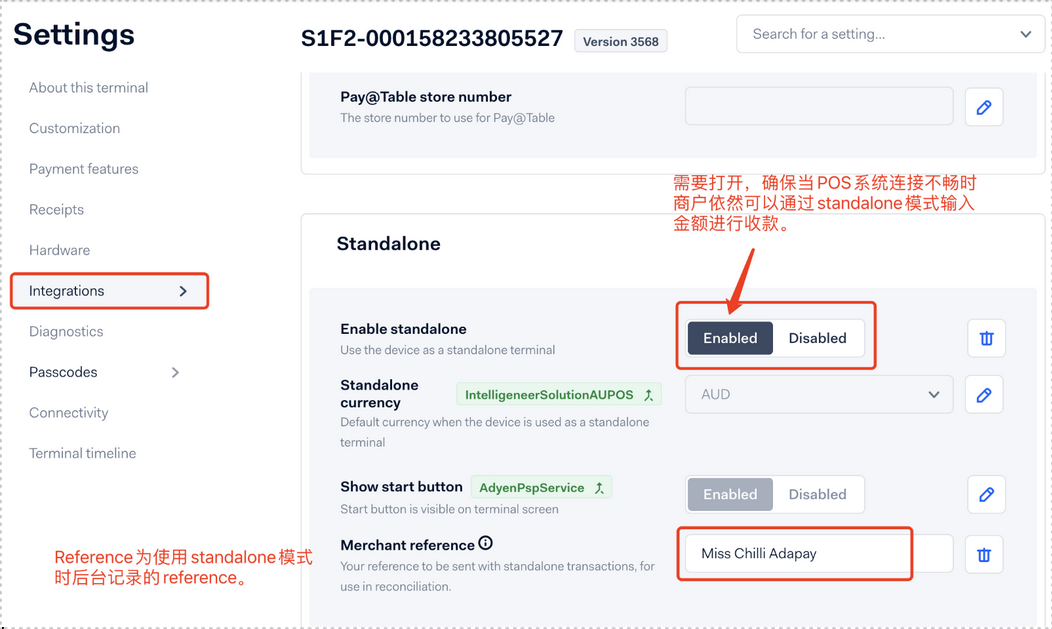 Settings
S1F2-000158233805527 Version 3568
Search for a setting...
About this terminal
Customization
Payment features
Receipts
Hardware
Integrations
Diagnostics
Passcodes
Connectivity
Terminal timeline
Pay@Table store number
The store number to use for Pay@Table
需要打开，确保当POS系统连接不畅时
商户依然可以通过standalone模式输入
金额进行收款。
Standalone
Enable standalone
Use the device as a standalone terminal
Enabled Disabled
Standalone
currency
IntelligeneerSolutionAUPOS
Default currency when the device is used as a standalone
terminal
AUD
Show start button AdyenPspService
Start button is visible on terminal screen
Enabled Disabled
Merchant reference
Your reference to be sent with standalone transactions, for
use in reconciliation.
Miss Chilli Adapay
Reference为使用standalone模式
时后台记录的reference。